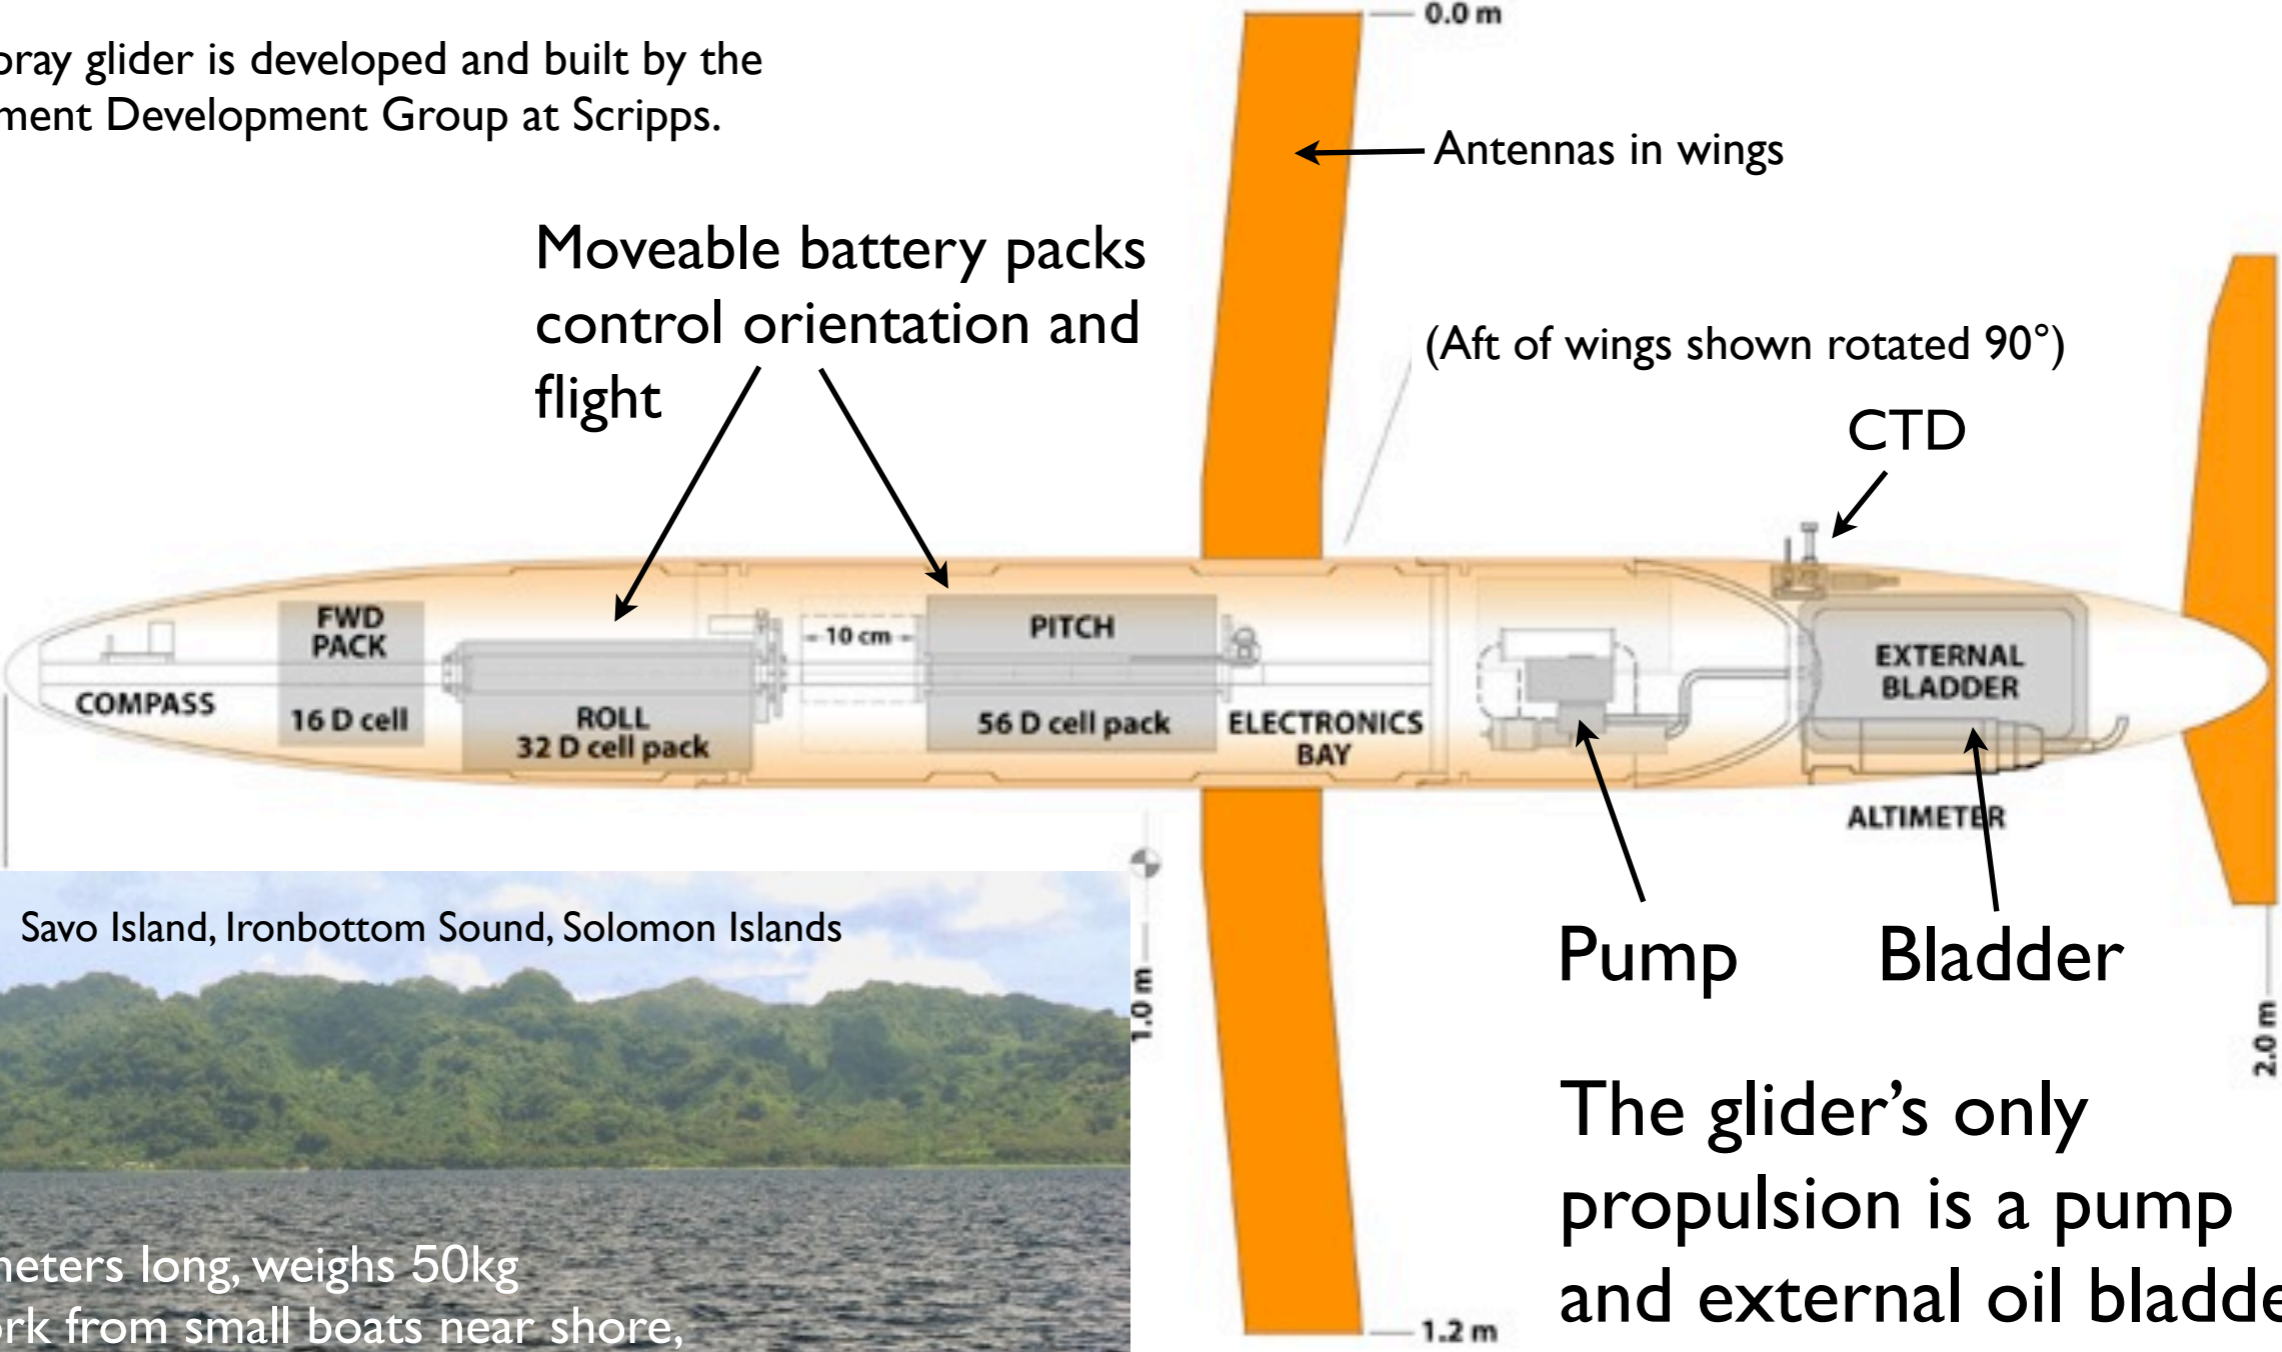 oray glider is developed and built by the
ment Development Group at Scripps.
0.0 m
Antennas in wings
Moveable battery packs
control orientation and
flight
(Aft of wings shown rotated 90°)
CTD
FWD
PACK
16 D cell
COMPASS
ROLL
32 D cell pack
10 cm
PITCH
56 D cell pack
ELECTRONICS
BAY
EXTERNAL
BLADDER
ALTIMETER
Pump
Bladder
1.0 m
2.0 m
Savo Island, Ironbottom Sound, Solomon Islands
meters long, weighs 50kg
ork from small boats near shore,
The glider’s only
propulsion is a pump
and external oil bladde
1.2 m